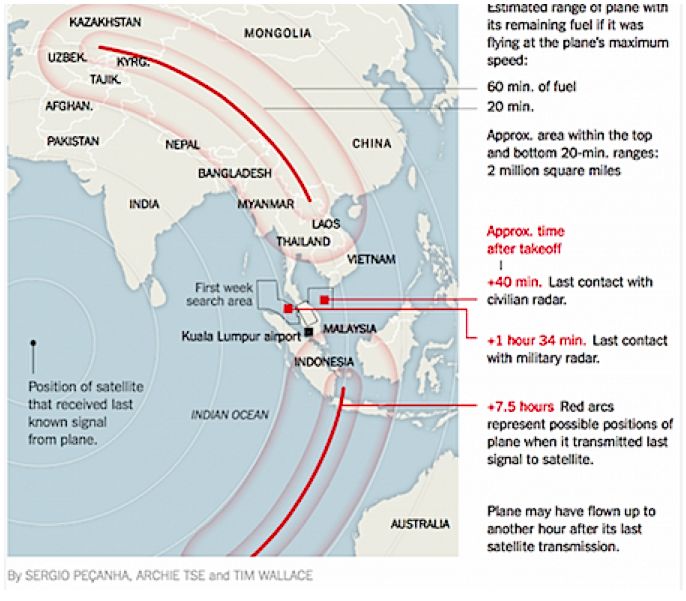 Estimated range of plane with
its remaining fuel if it was
flying at the plane's maximum
speed:
60 min. of fuel
20 min.
Approx. area within the top
and bottom 20-min. ranges:
2 million square miles
KAZAKHSTAN
MONGOLIA
UZBEK.
KYRG.
TAJIK.
AFGHAN.
PAKISTAN
NEPAL
CHINA
BANGLADESH
INDIA
MYANMAR
LAOS
THAILAND
VIETNAM
First week
search area
Kuala Lumpur airport
MALAYSIA
INDONESIA
Position of satellite
that received last
known signal
from plane.
INDIAN OCEAN
AUSTRALIA
Approx. time
after takeoff
+40 min. Last contact with
civilian radar.
+1 hour 34 min. Last contact
with military radar.
+7.5 hours Red arcs
represent possible positions of
plane when it transmitted last
signal to satellite.
Plane may have flown up to
another hour after its last
satellite transmission.
By SERGIO PEÇANHA, ARCHIE TSE and TIM WALLACE